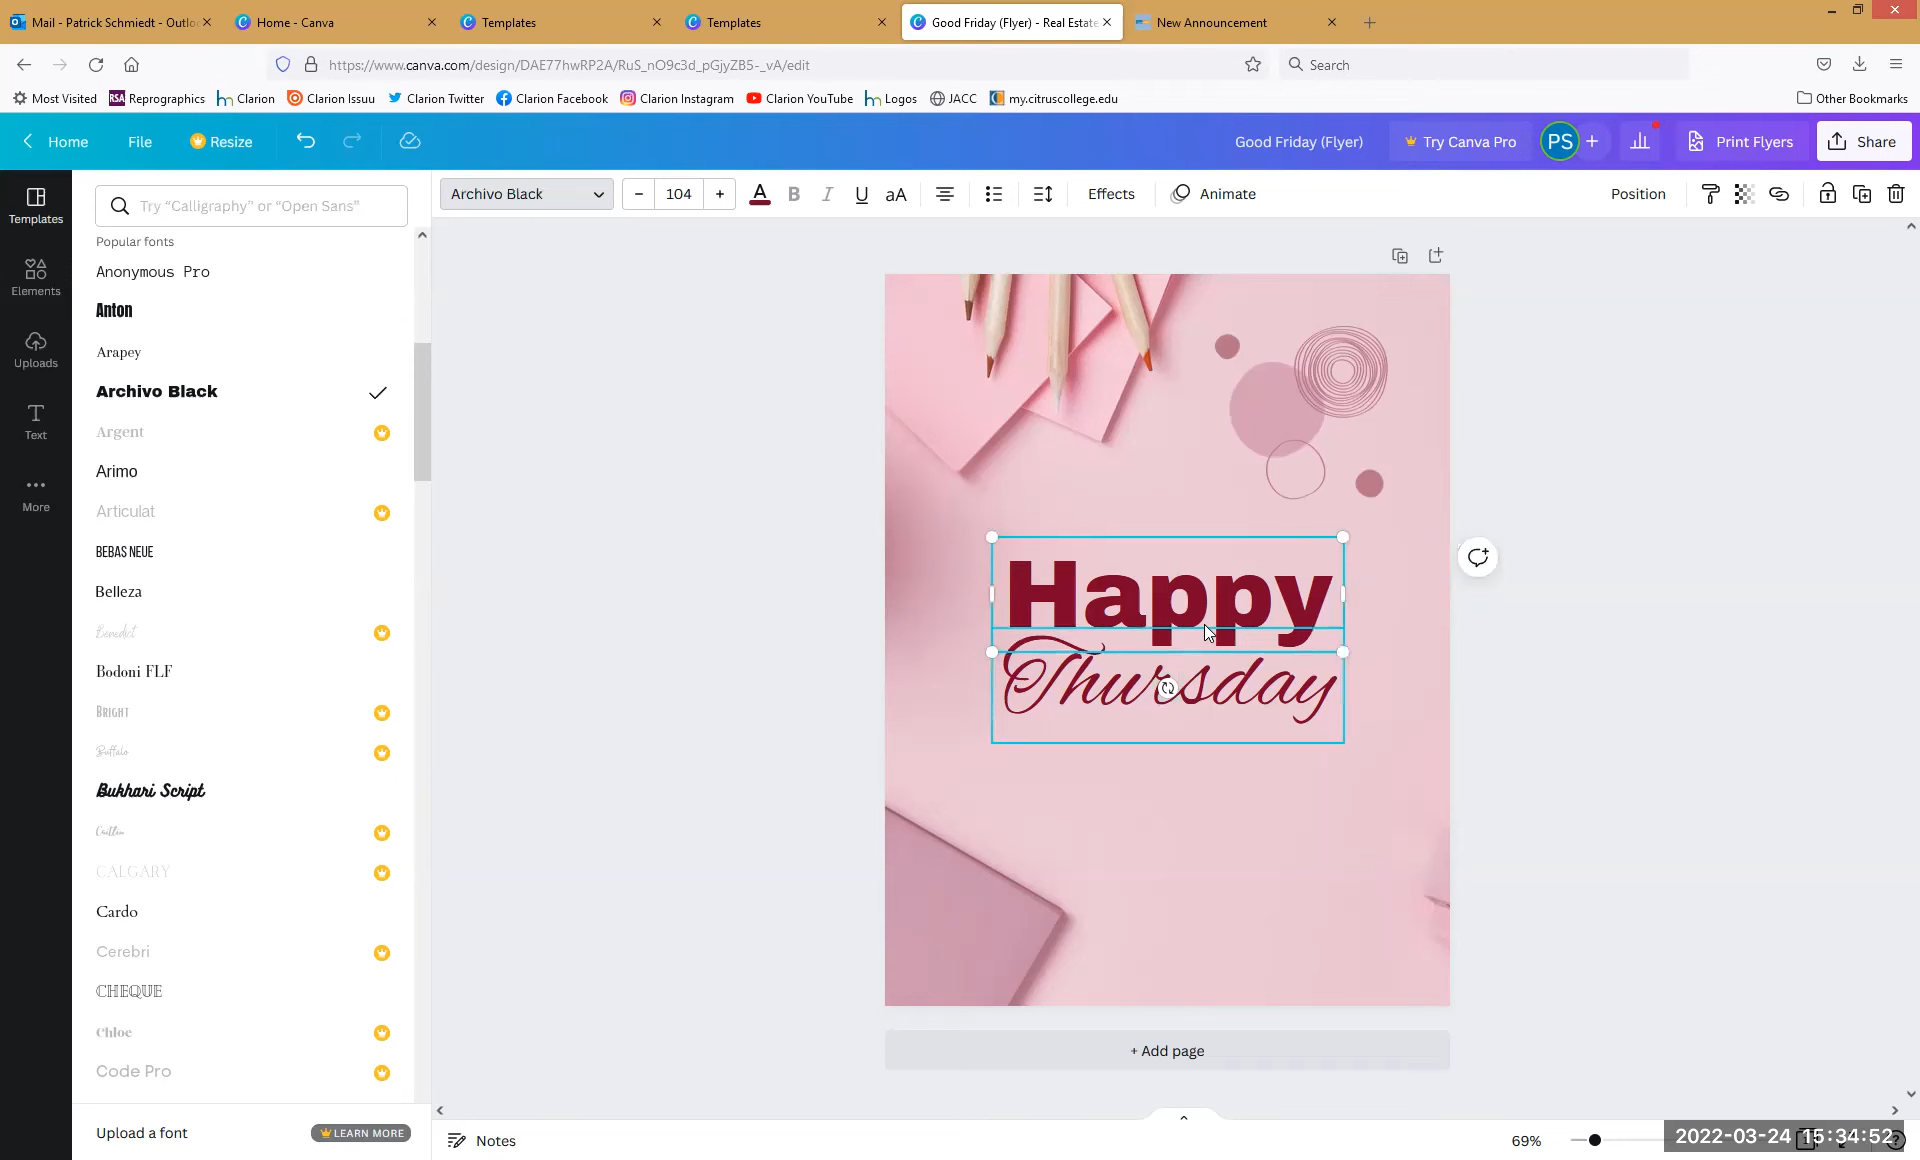 Mail - Patrick Schmiedt - Outlo
Home - Canva
Templates
Templates
Good Friday (Flyer) - Real Estate
New Announcement
https://www.canva.com/design/DAE77hwRP2A/RuS_nO9c3d_pGjyZB5-_vA/edit
Search
Most Visited
RSA Reprographics
Clarion
Clarion Issuu
Clarion Twitter
Clarion Facebook
Clarion Instagram
Clarion YouTube
Logos
JACC
my.citruscollege.edu
Other Bookmarks
Home
File
Resize
Good Friday (Flyer)
Try Canva Pro
PS
Print Flyers
Share
Templates
Elements
Uploads
Text
More
Try “Calligraphy” or “Open Sans”
Popular fonts
Anonymous Pro
Anton
Arapey
Archivo Black
Argent
Arimo
Articulat
BEBAS NEUE
Belleza
Benedict
Bodoni FLF
BRIGHT
Buffalo
Bukhari Script
Caitlin
CALGARY
Cardo
Cerebri
CHEQUE
Chloe
Code Pro
Upload a font
LEARN MORE
Archivo Black
- 104 +
A B I U aA
Effects
Animate
Position
Happy
Thursday
+ Add page
Notes
69%
2022-03-24 15:34:52